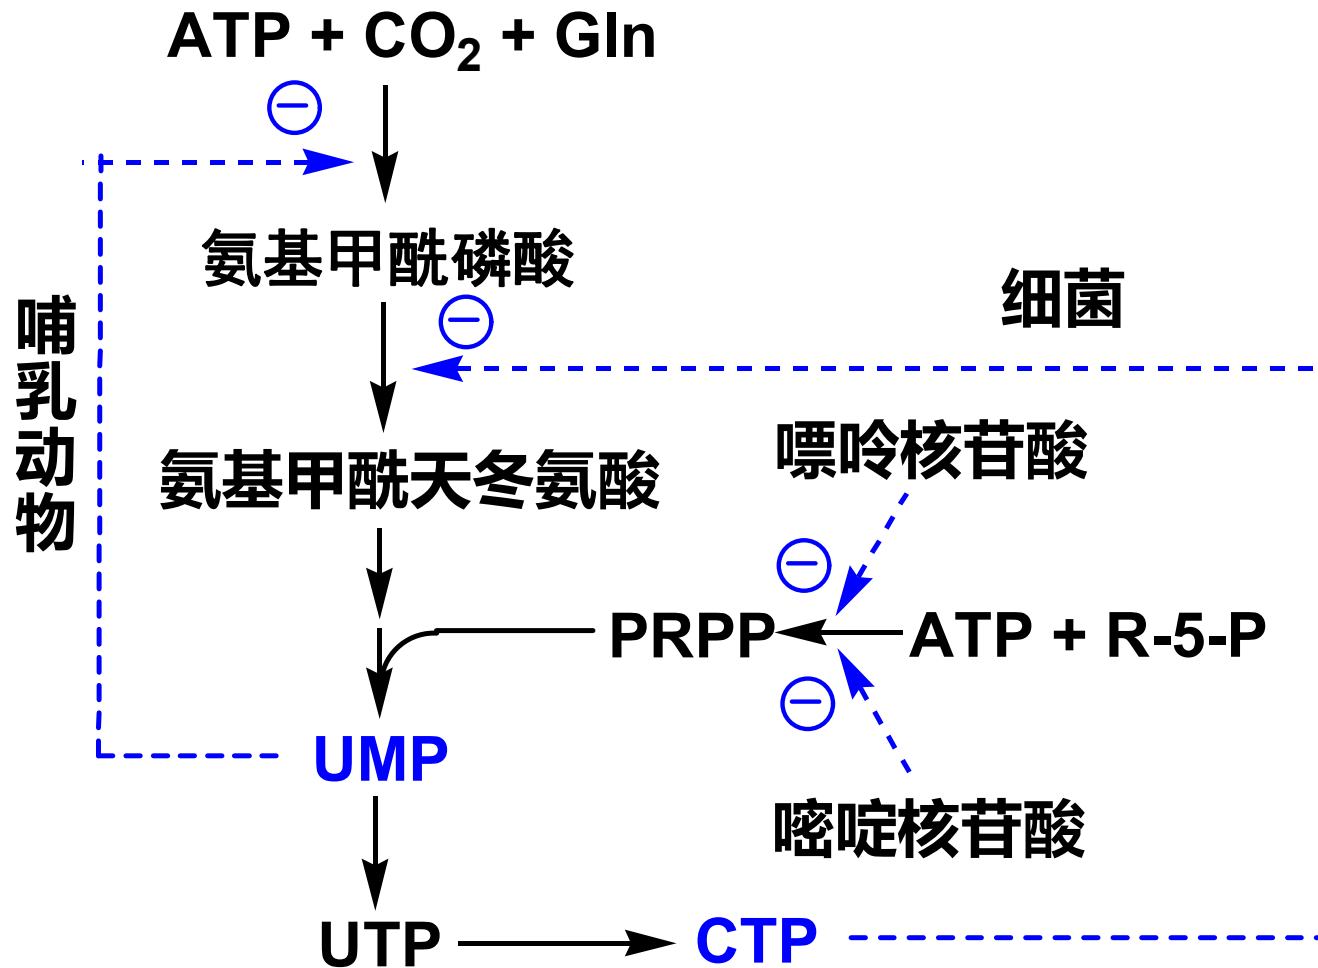 ATP + CO₂ + Gln
氨基甲酰磷酸
哺乳动物
细菌
氨基甲酰天冬氨酸
嘌呤核苷酸
PRPP
ATP + R-5-P
UMP
嘧啶核苷酸
UTP
CTP